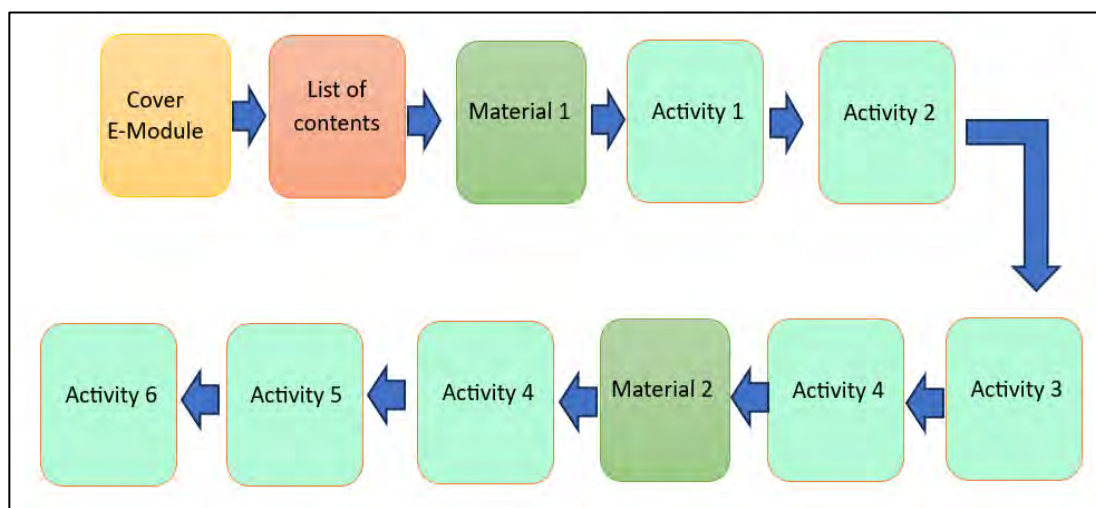 Cover
E-Module
List of
contents
Material 1
Activity 1
Activity 2
Activity 6
Activity 5
Activity 4
Material 2
Activity 4
Activity 3